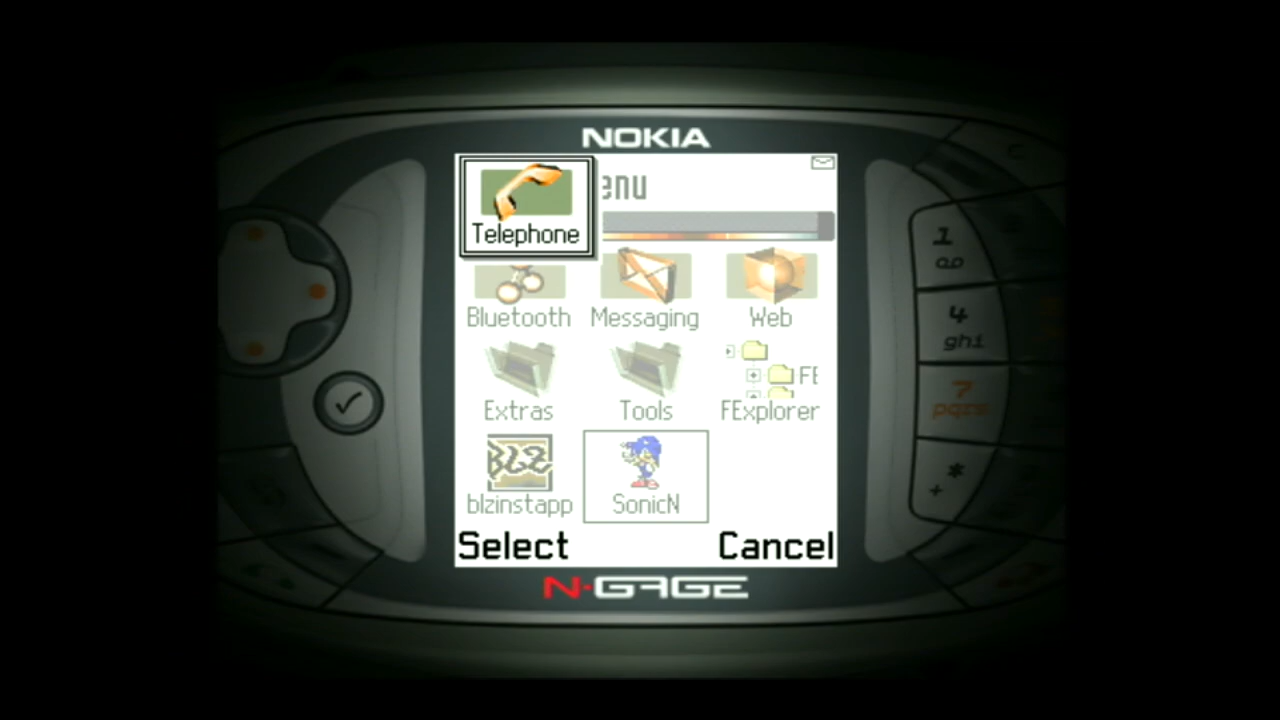 NOKIA
enu
Telephone
Bluetooth Messaging Web
FE
Extras Tools FExplorer
BLZ
blzinstapp SonicN
Select Cancel
N·GAGE
1
4
ghi
7
pqrs
*
+